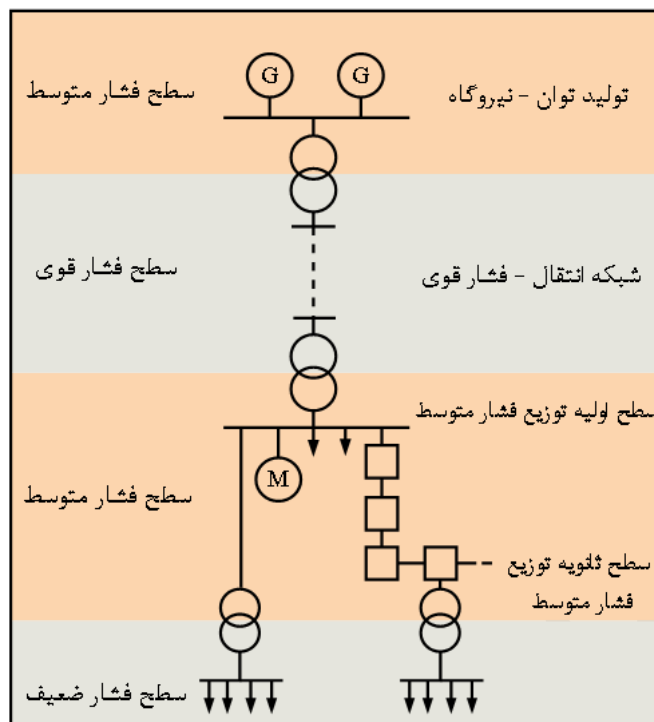 G
G
تولید توان - نیروگاه
سطح فشار متوسط
شبکه انتقال - فشار قوی
سطح فشار قوی
سطح اولیه توزیع فشار متوسط
M
سطح فشار متوسط
سطح ثانویه توزیع
فشار متوسط
سطح فشار ضعیف